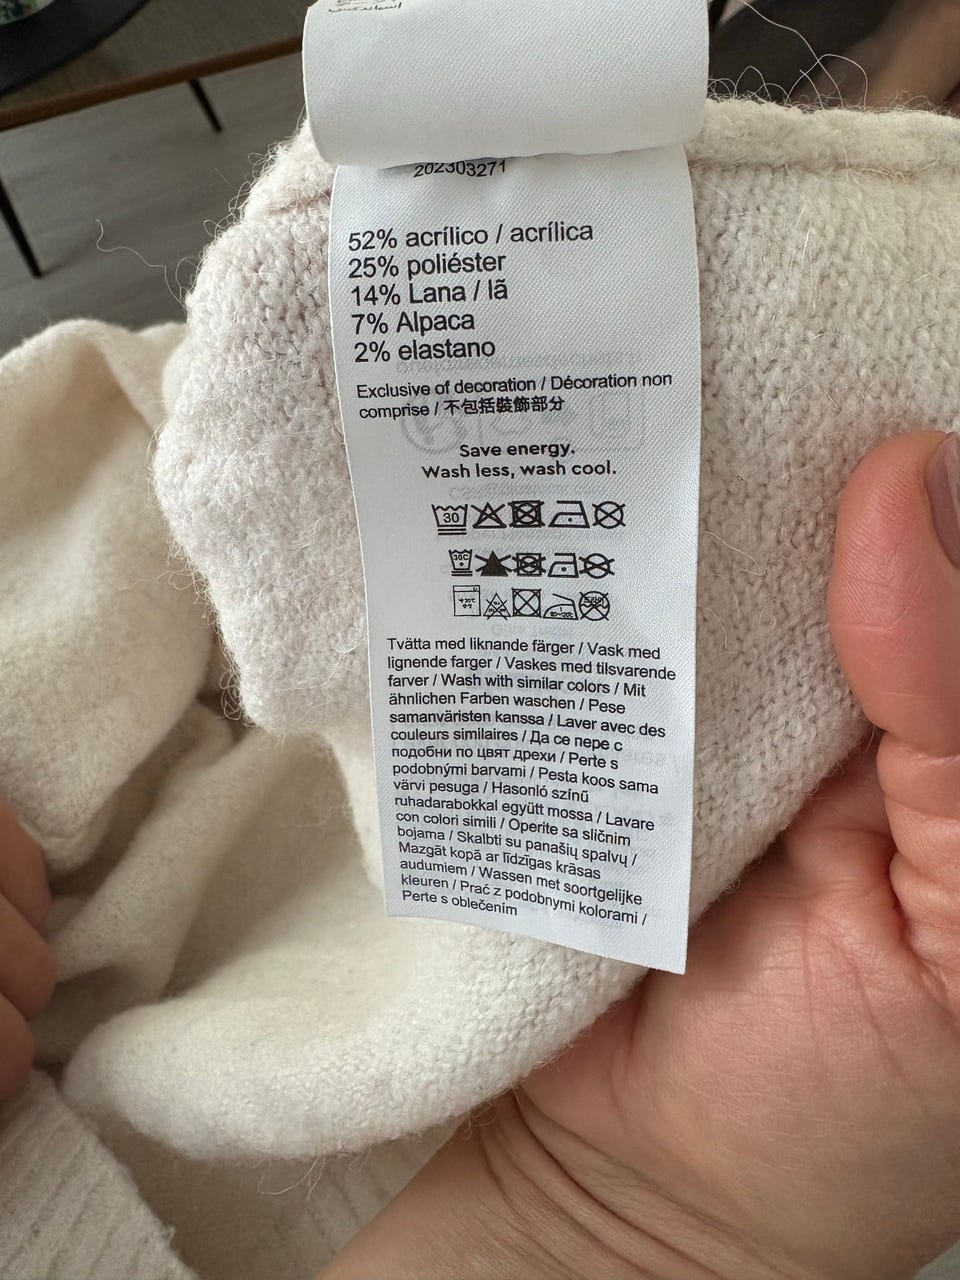 202303271
52% acrílico / acrílica
25% poliéster
14% Lana / lã
7% Alpaca
2% elastano
Exclusive of decoration / Décoration non
comprise / 不包括裝飾部分
Save energy.
Wash less, wash cool.
30
30C
Tvätta med liknande färger / Vask med
lignende farger / Vaskes med tilsvarende
farver / Wash with similar colors / Mit
ähnlichen Farben waschen / Pese
samanväristen kanssa / Laver avec des
couleurs similaires / Да се пере с
подобни по цвят дрехи / Perte s
podobnými barvami / Pesta koos sama
värvi pesuga / Hasonló színű
ruhadarabokkal együtt mossa / Lavare
con colori simili / Operite sa sličnim
bojama / Skalbti su panašių spalvų /
Mazgāt kopā ar līdzīgas krāsas
audumiem / Wassen met soortgelijke
kleuren / Prać z podobnymi kolorami /
Perte s oblečením